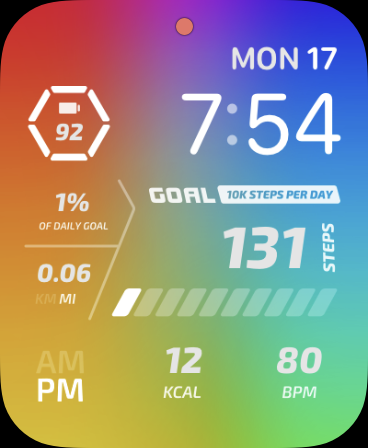 MON 17
7:54
92
GOAL 10K STEPS PER DAY
1%
OF DAILY GOAL
131 STEPS
0.06
KM MI
AM
PM
12
KCAL
80
BPM